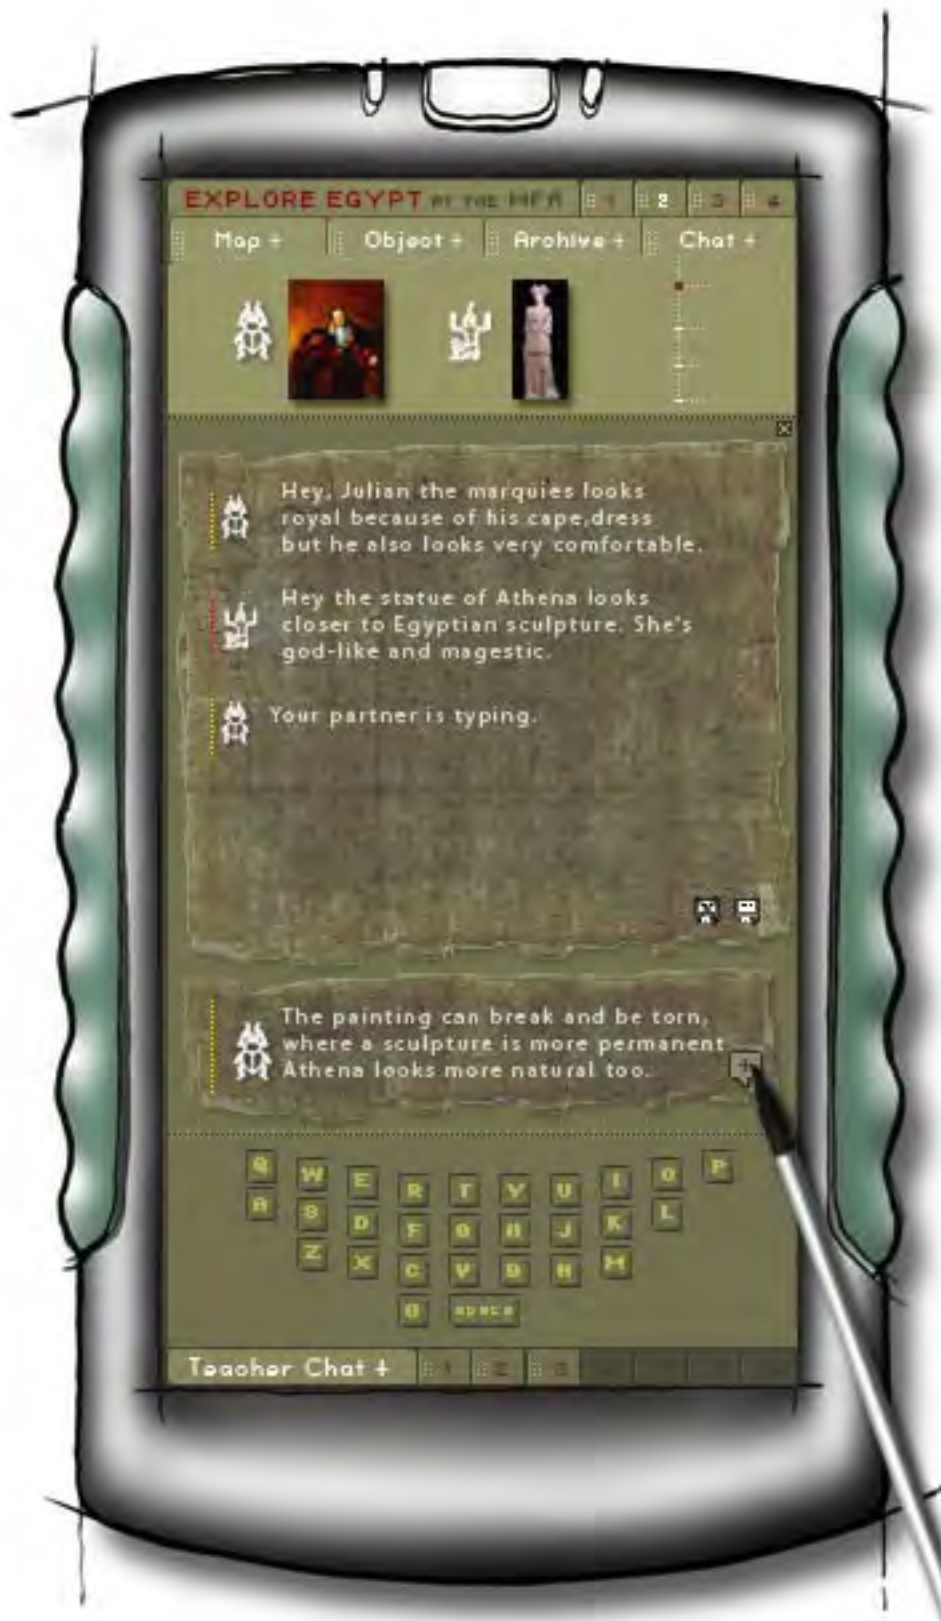 EXPLORE EGYPT AT THE MFA 1 2 3 4
Map + Object + Archive + Chat +
Hey, Julian the marquies looks
royal because of his cape,dress
but he also looks very comfortable.
Hey the statue of Athena looks
closer to Egyptian sculpture. She's
god-like and magestic.
Your partner is typing.
The painting can break and be torn,
where a sculpture is more permanent
Athena looks more natural too.
Q W E R T Y U I O P
A S D F G H J K L
Z X C V B N M
Teacher Chat + 1 2 3